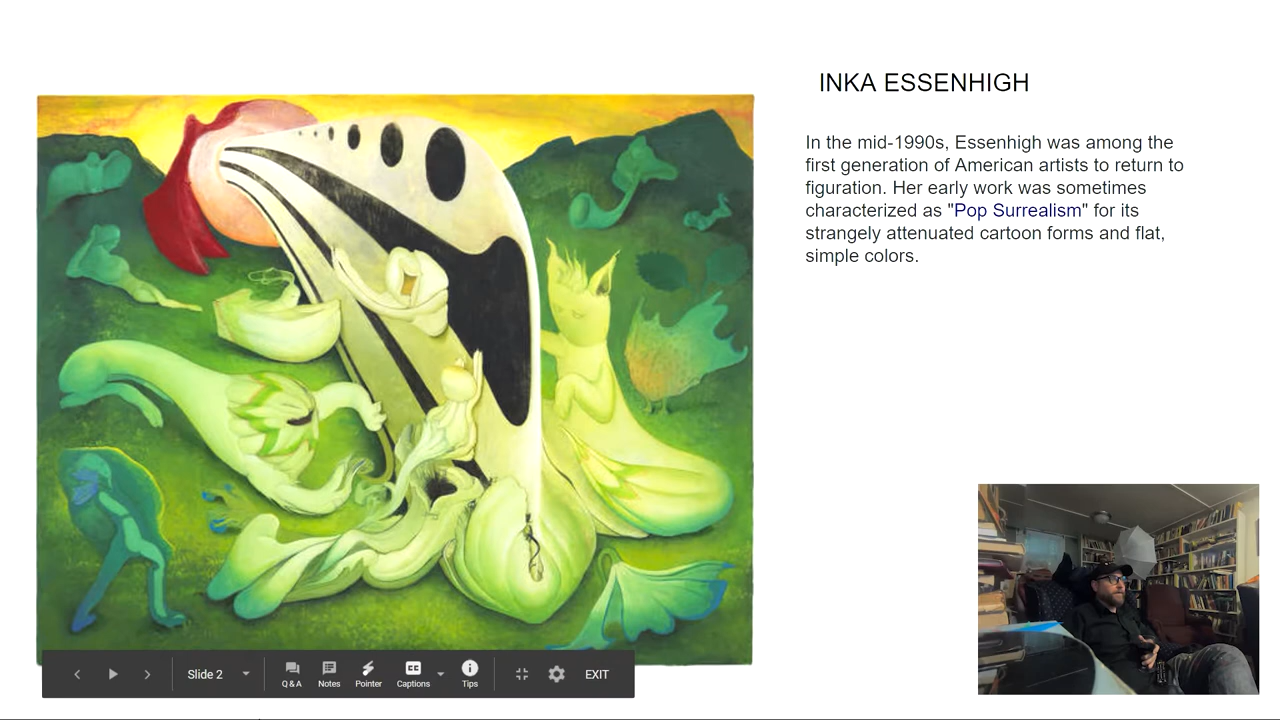 INKA ESSENHIGH
In the mid-1990s, Essenhigh was among the
first generation of American artists to return to
figuration. Her early work was sometimes
characterized as "Pop Surrealism" for its
strangely attenuated cartoon forms and flat,
simple colors.
Slide 2
Q & A
Notes
Pointer
CC
Captions
Tips
EXIT